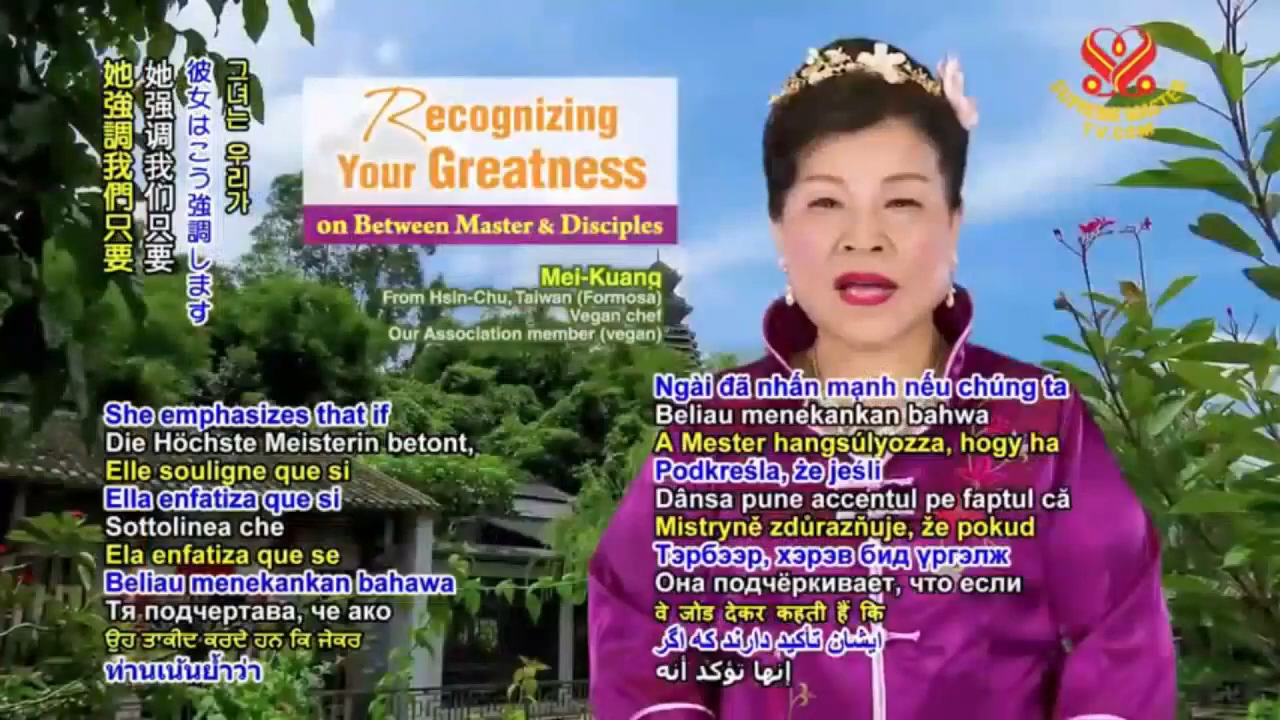 그녀는 우리가
彼女はこう強調します
她强调我们只要
她強調我們只要
Recognizing
Your Greatness
on Between Master & Disciples
SUPREME MASTER
TV.COM
Mei-Kuang
From Hsin-Chu, Taiwan (Formosa)
Vegan chef
Our Association member (vegan)
She emphasizes that if
Die Höchste Meisterin betont,
Elle souligne que si
Ella enfatiza que si
Sottolinea che
Ela enfatiza que se
Beliau menekankan bahawa
Тя подчертава, че ако
ਉਹ ਤਾਕੀਦ ਕਰਦੇ ਹਨ ਕਿ ਜੇਕਰ
ท่านเน้นย้ำว่า
Ngài đã nhấn mạnh nếu chúng ta
Beliau menekankan bahwa
A Mester hangsúlyozza, hogy ha
Podkreśla, że jeśli
Dânsa pune accentul pe faptul că
Mistryně zdůrazňuje, že pokud
Тэрбээр, хэрэв бид үргэлж
Она подчёркивает, что если
वे जोड देकर कहती हैं कि
ایشان تأکید دارند که اگر
إنها تؤكد أنه